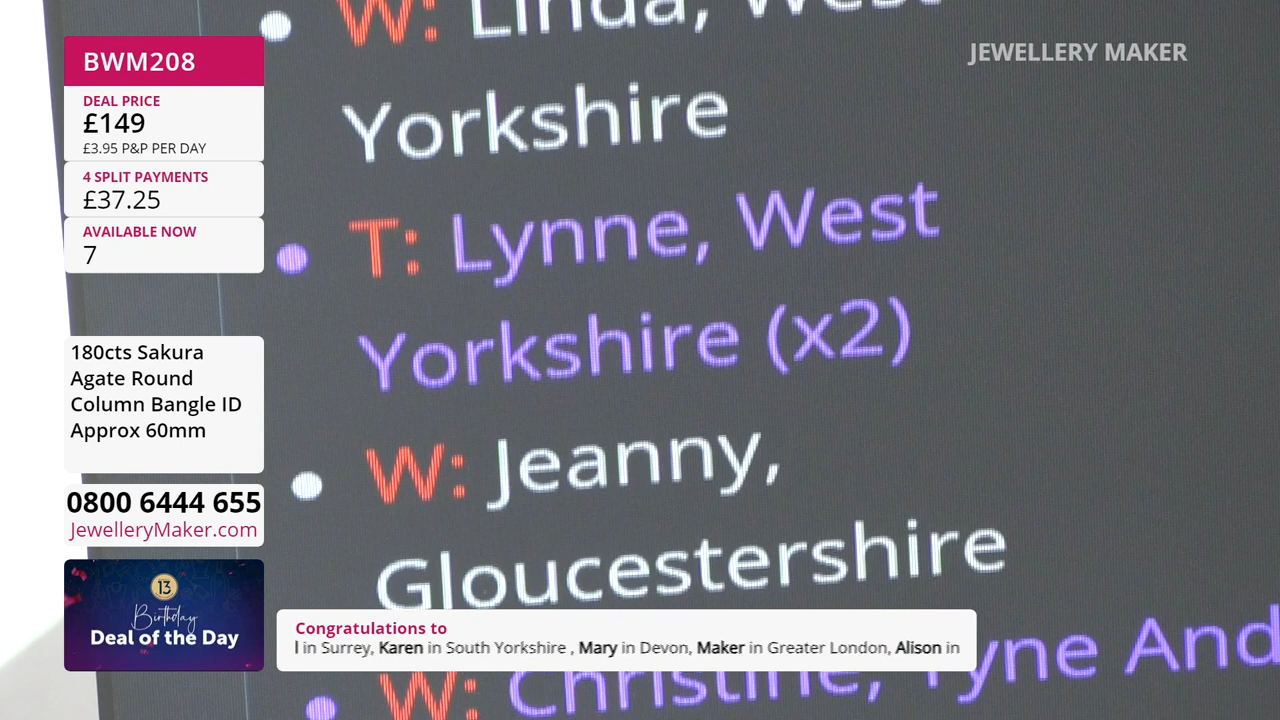 BWM208
DEAL PRICE
£149
£3.95 P&P PER DAY
4 SPLIT PAYMENTS
£37.25
AVAILABLE NOW
7
180cts Sakura
Agate Round
Column Bangle ID
Approx 60mm
0800 6444 655
JewelleryMaker.com
13
Birthday
Deal of the Day
JEWELLERY MAKER
• W: Linda, West
Yorkshire
• T: Lynne, West
Yorkshire (x2)
• W: Jeanny,
Gloucestershire
• W: Christine, Tyne And
Congratulations to
in Surrey, Karen in South Yorkshire , Mary in Devon, Maker in Greater London, Alison in